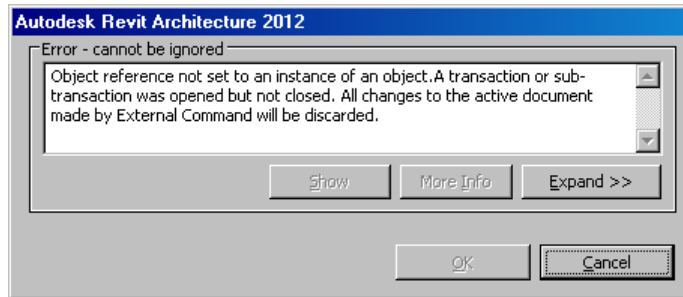 Autodesk Revit Architecture 2012
Error - cannot be ignored
Object reference not set to an instance of an object.A transaction or sub-
transaction was opened but not closed. All changes to the active document
made by External Command will be discarded.
Show More Info Expand >>
OK Cancel